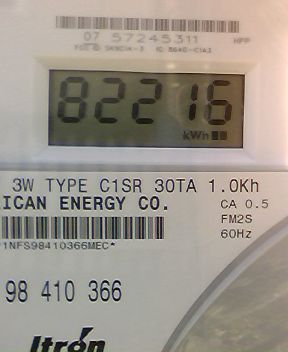 07 57245311
82216
kWh
3W TYPE C1SR 30TA 1.0Kh
ICAN ENERGY CO.
CA 0.5
FM2S
60Hz
1NFS98410366MEC*
98 410 366
Itron